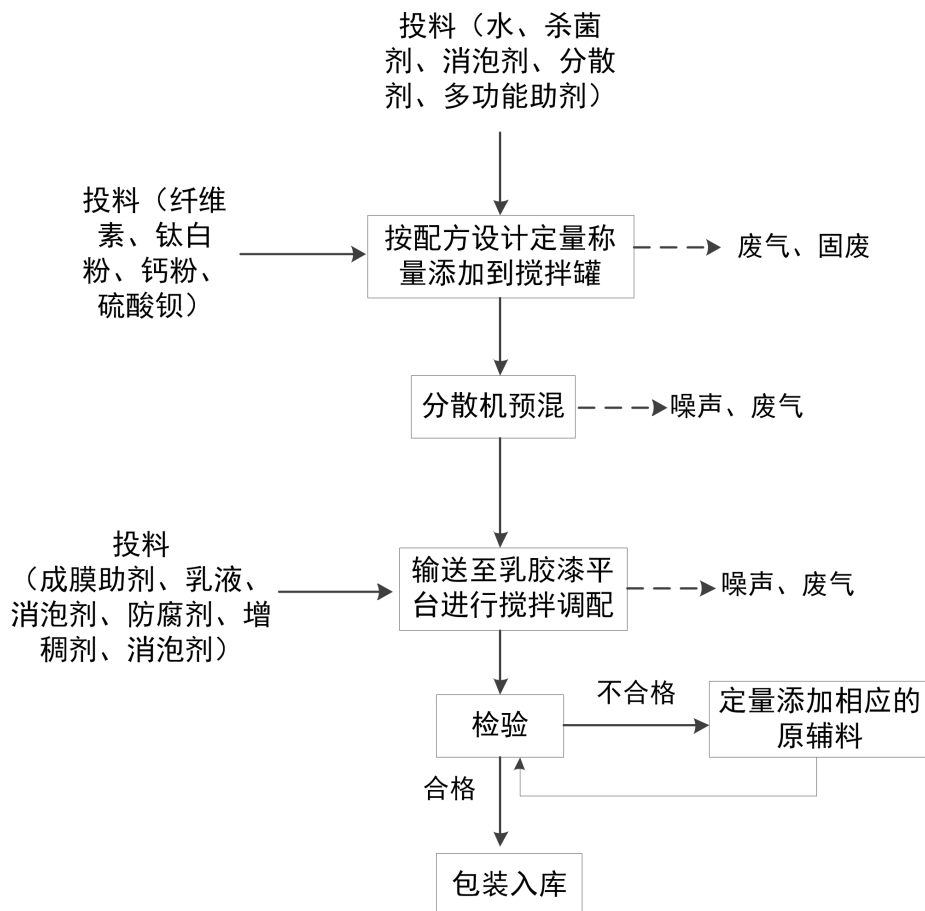 投料（水、杀菌
剂、消泡剂、分散
剂、多功能助剂）
投料（纤维
素、钛白
粉、钙粉、
硫酸钡）
按配方设计定量称
量添加到搅拌罐
废气、固废
分散机预混
噪声、废气
投料
（成膜助剂、乳液、
消泡剂、防腐剂、增
稠剂、消泡剂）
输送至乳胶漆平
台进行搅拌调配
噪声、废气
检验
不合格
定量添加相应的
原辅料
合格
包装入库